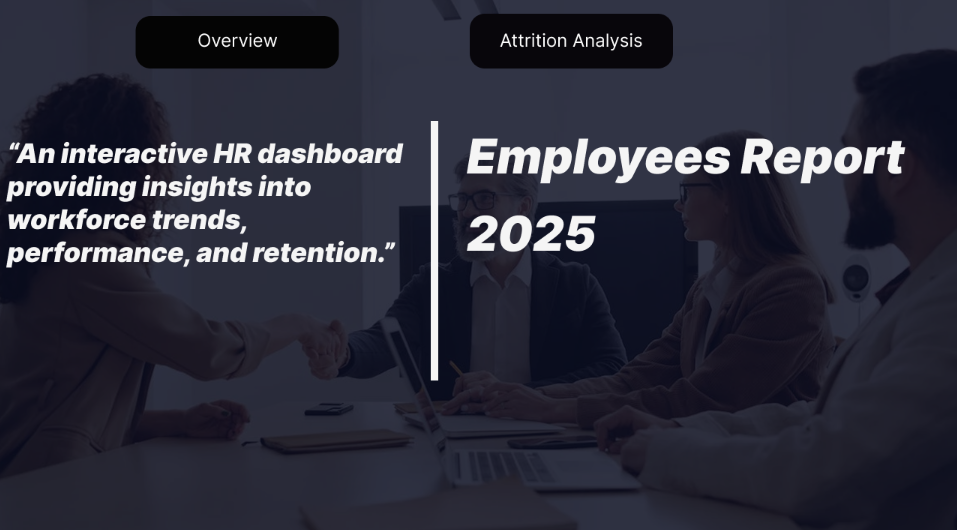 Overview
Attrition Analysis
“An interactive HR dashboard
providing insights into
workforce trends,
performance, and retention.”
Employees Report
2025